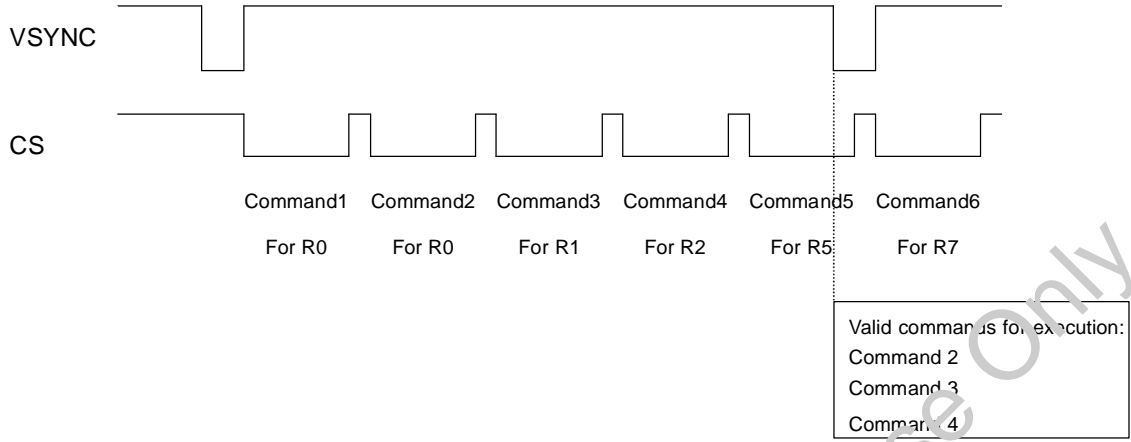 VSYNC
CS
Command1 Command2 Command3 Command4 Command5 Command6
For R0 For R0 For R1 For R2 For R5 For R7
Valid commands for execution:
Command 2
Command 3
Command 4
Only